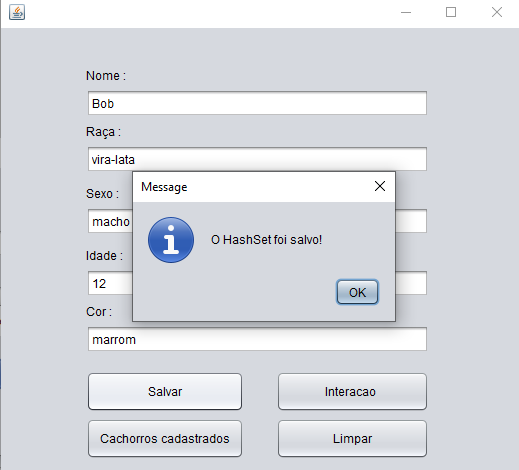 Nome :
Bob
Raça :
vira-lata
Message
Sexo :
macho
O HashSet foi salvo!
Idade :
12
OK
Cor :
marrom
Salvar
Interacao
Cachorros cadastrados
Limpar